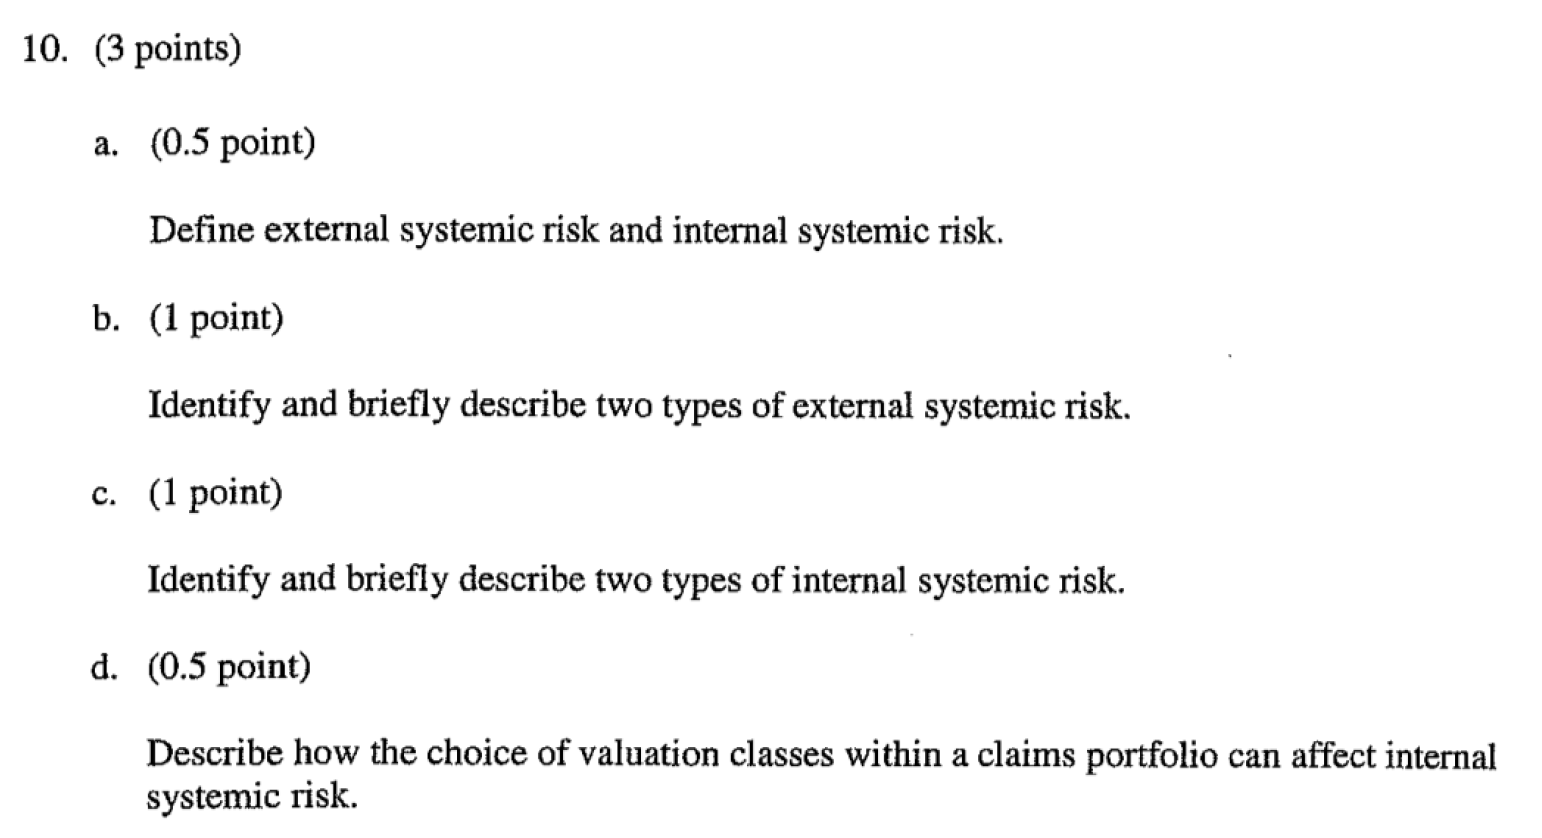 10. (3 points)
a. (0.5 point)
Define external systemic risk and internal systemic risk.
b. (1 point)
Identify and briefly describe two types of external systemic risk.
c. (1 point)
Identify and briefly describe two types of internal systemic risk.
d. (0.5 point)
Describe how the choice of valuation classes within a claims portfolio can affect internal
systemic risk.